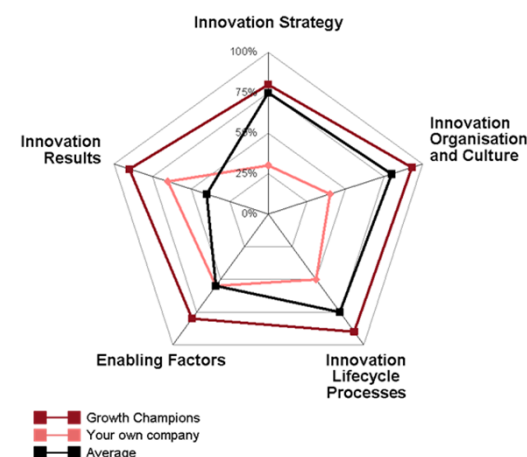 Innovation Strategy
100%
75%
50%
25%
0%
Innovation
Organisation
and Culture
Innovation
Results
Enabling Factors
Innovation
Lifecycle
Processes
Growth Champions
Your own company
Average